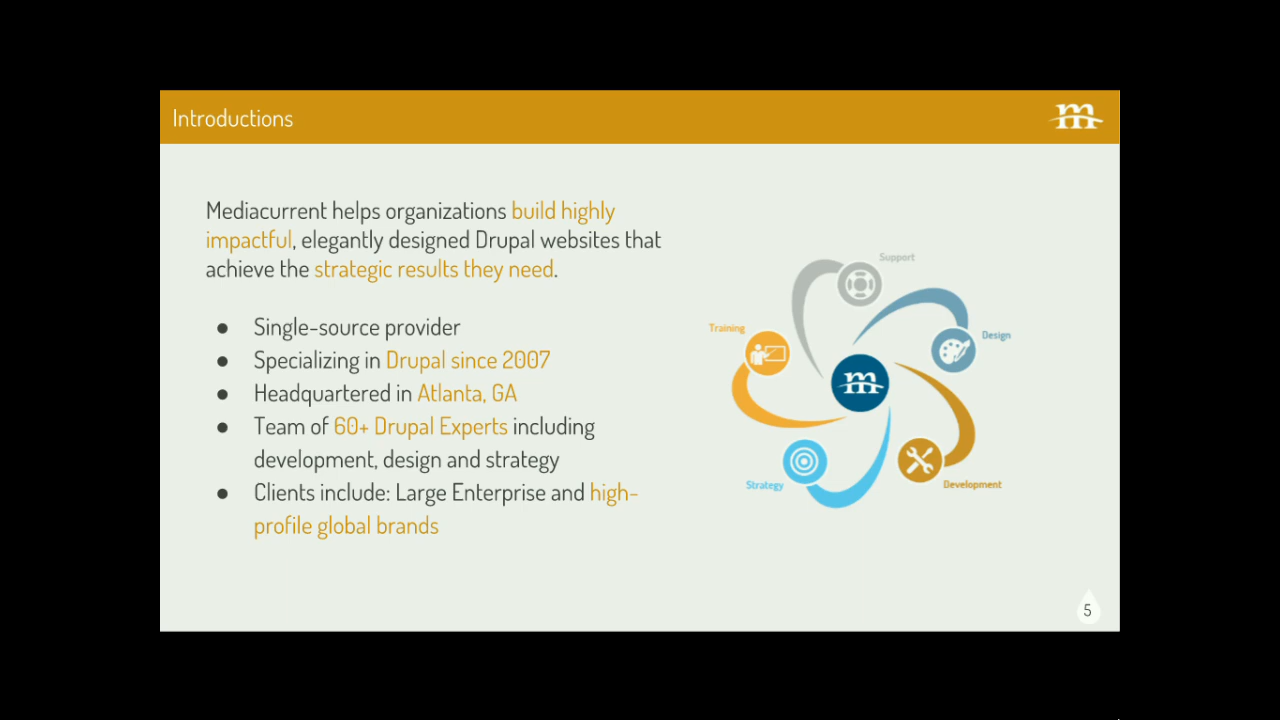 Introductions
m
Mediacurrent helps organizations build highly
impactful, elegantly designed Drupal websites that
achieve the strategic results they need.
● Single-source provider
● Specializing in Drupal since 2007
● Headquartered in Atlanta, GA
● Team of 60+ Drupal Experts including
development, design and strategy
● Clients include: Large Enterprise and high-
profile global brands
Support
Training
Design
m
Strategy
Development
5